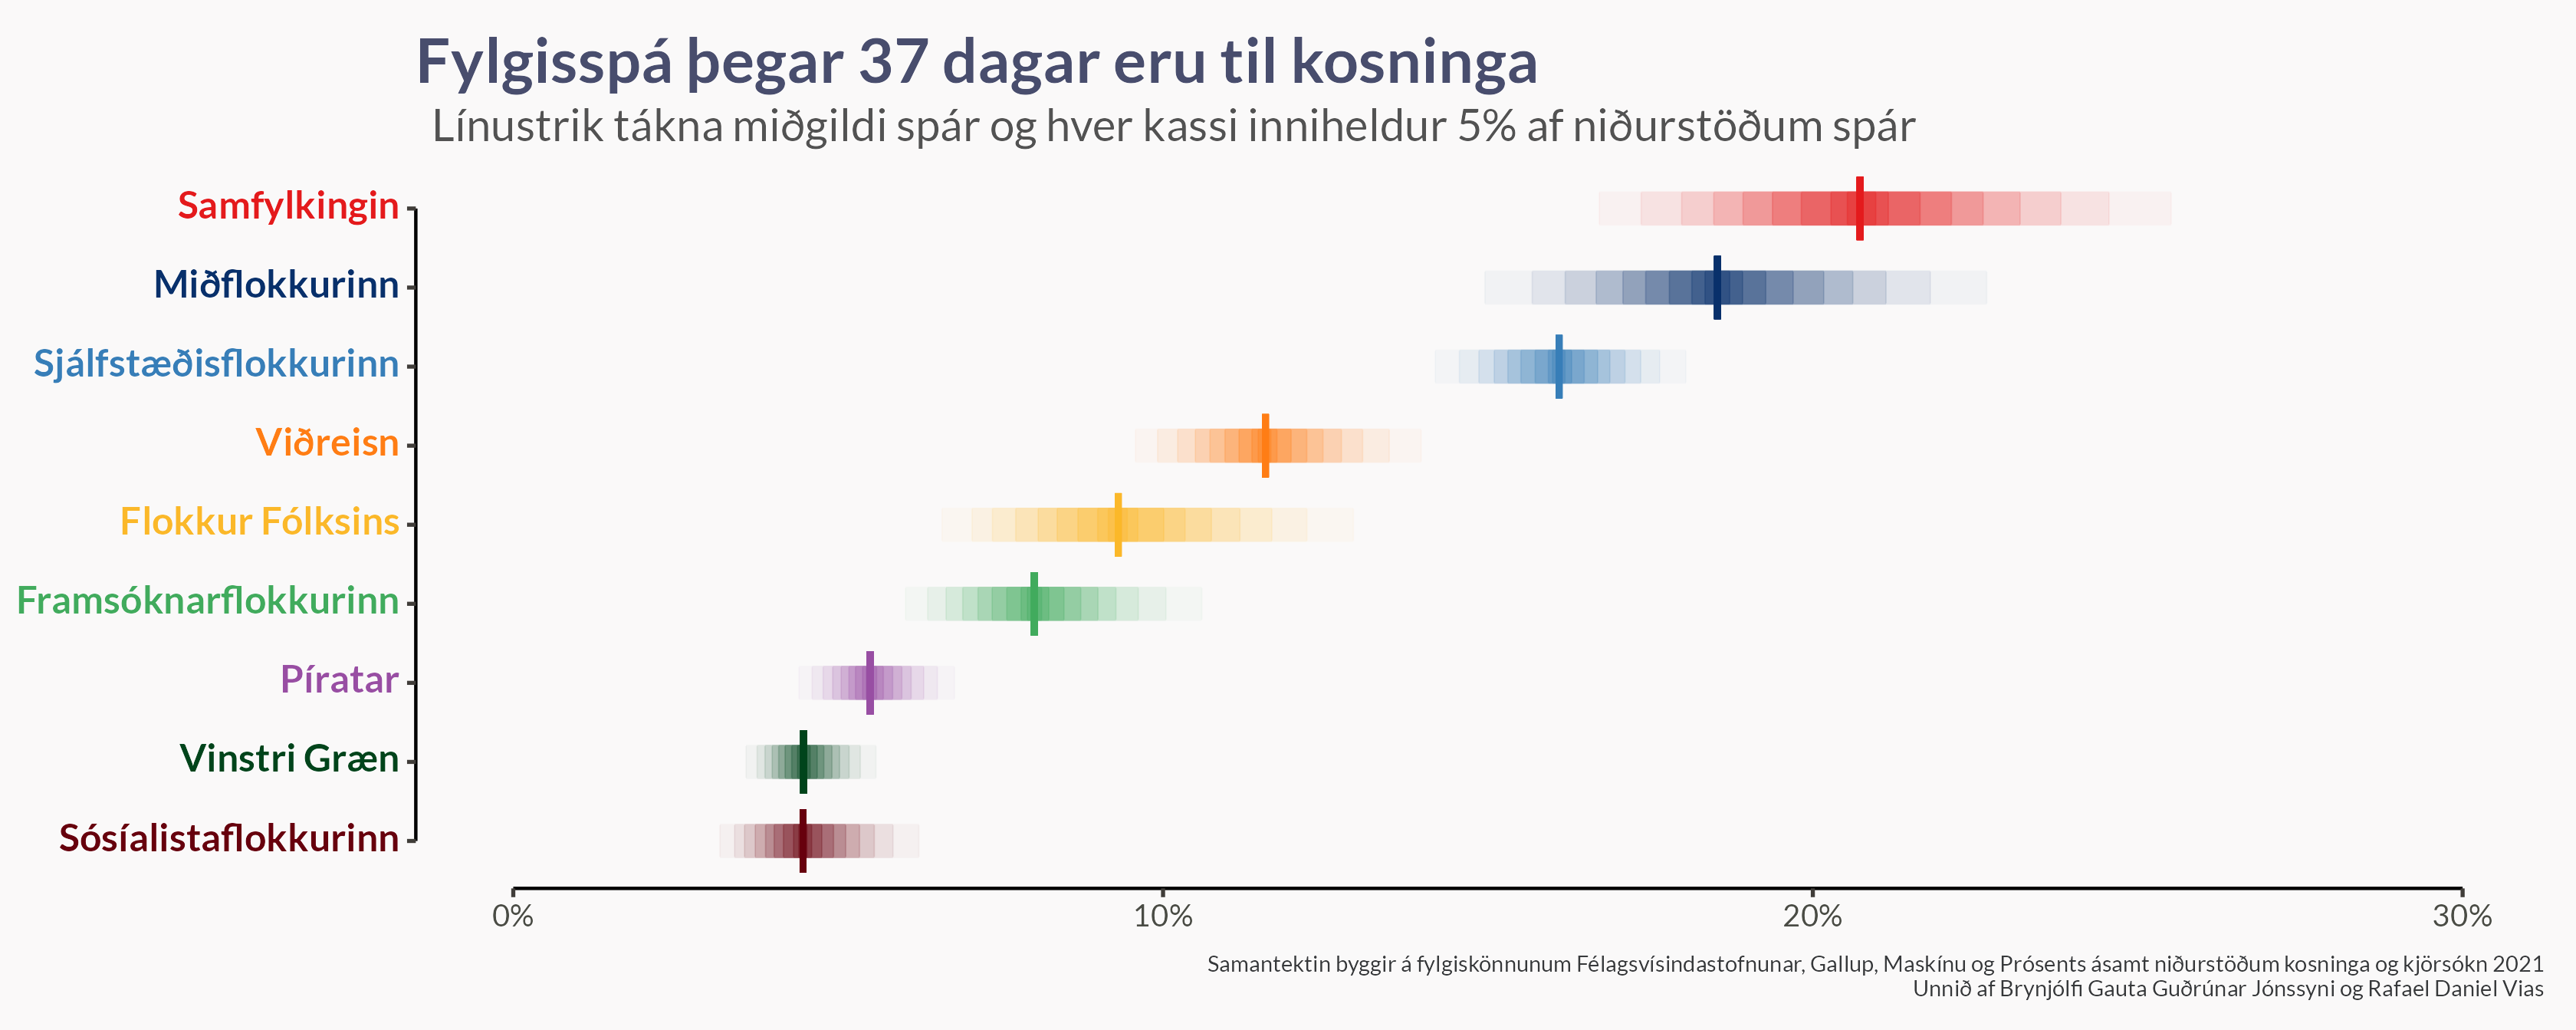 Fylgisspá þegar 37 dagar eru til kosninga
Línustrik tákna miðgildi spár og hver kassi inniheldur 5% af niðurstöðum spár
Samfylkingin
Miðflokkurinn
Sjálfstæðisflokkurinn
Viðreisn
Flokkur Fólksins
Framsóknarflokkurinn
Píratar
Vinstri Græn
Sósíalistaflokkurinn
0% 10% 20% 30%
Samantektin byggir á fylgiskönnunum Félagsvísindastofnunar, Gallup, Maskínu og Prósents ásamt niðurstöðum kosninga og kjörsókn 2021
Unnið af Brynjólfi Gauta Guðrúnar Jónssyni og Rafael Daniel Vias